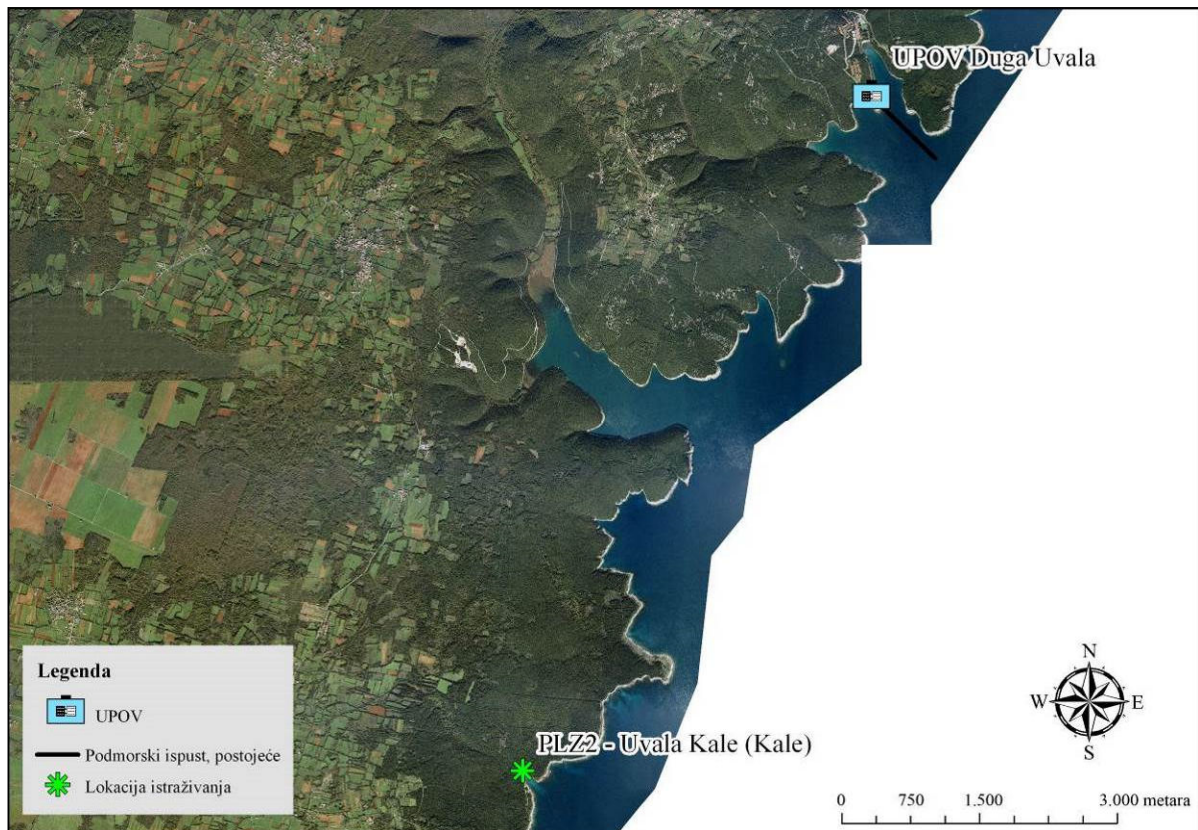 UPOV Duga Uvala
PLZ2 - Uvala Kale (Kale)
Legenda
UPOV
Podmorski ispust, postojeće
Lokacija istraživanja
N
W E
S
0 750 1.500 3.000 metara